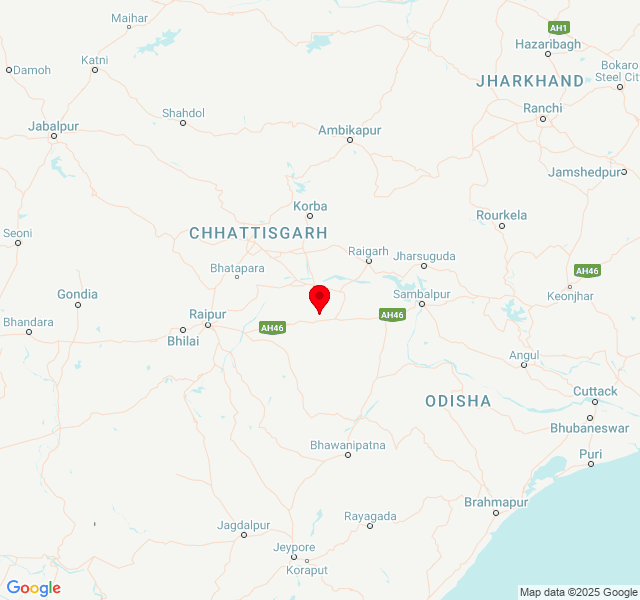 Maihar
AH1
Hazaribagh
Katni
Damoh
Bokaro
Steel City
JHARKHAND
Shahdol
Ranchi
Jabalpur
Ambikapur
Jamshedpur
Korba
Rourkela
Seoni
CHHATTISGARH
Raigarh
Jharsuguda
Bhatapara
AH46
Gondia
Sambalpur
Keonjhar
Raipur
AH46
AH46
Bhandara
Bhilai
Angul
Cuttack
ODISHA
Bhubaneswar
Bhawanipatna
Puri
Brahmapur
Rayagada
Jagdalpur
Jeypore
Koraput
Google
Map data ©2025 Google